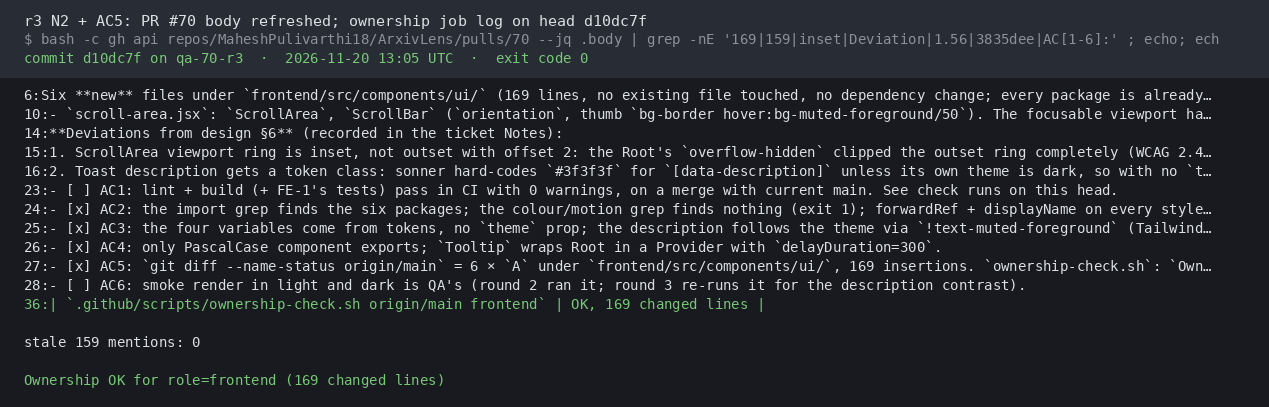 r3 N2 + AC5: PR #70 body refreshed; ownership job log on head d10dc7f
$ bash -c gh api repos/MaheshPulivarthi18/ArxivLens/pulls/70 --jq .body | grep -nE '169|159|inset|Deviation|1.56|3835dee|AC[1-6]:' ; echo; ech
commit d10dc7f on qa-70-r3 · 2026-11-20 13:05 UTC · exit code 0
6:Six **new** files under `frontend/src/components/ui/` (169 lines, no existing file touched, no dependency change; every package is already…
10:- `scroll-area.jsx`: `ScrollArea`, `ScrollBar` (`orientation`, thumb `bg-border hover:bg-muted-foreground/50`). The focusable viewport ha…
14:**Deviations from design §6** (recorded in the ticket Notes):
15:1. ScrollArea viewport ring is inset, not outset with offset 2: the Root's `overflow-hidden` clipped the outset ring completely (WCAG 2.4…
16:2. Toast description gets a token class: sonner hard-codes `#3f3f3f` for `[data-description]` unless its own theme is dark, so with no `t…
23:- [ ] AC1: lint + build (+ FE-1's tests) pass in CI with 0 warnings, on a merge with current main. See check runs on this head.
24:- [x] AC2: the import grep finds the six packages; the colour/motion grep finds nothing (exit 1); forwardRef + displayName on every style…
25:- [x] AC3: the four variables come from tokens, no `theme` prop; the description follows the theme via `!text-muted-foreground` (Tailwind…
26:- [x] AC4: only PascalCase component exports; `Tooltip` wraps Root in a Provider with `delayDuration=300`.
27:- [x] AC5: `git diff --name-status origin/main` = 6 × `A` under `frontend/src/components/ui/`, 169 insertions. `ownership-check.sh`: `Own…
28:- [ ] AC6: smoke render in light and dark is QA's (round 2 ran it; round 3 re-runs it for the description contrast).
36:| `.github/scripts/ownership-check.sh origin/main frontend` | OK, 169 changed lines |
stale 159 mentions: 0
Ownership OK for role=frontend (169 changed lines)